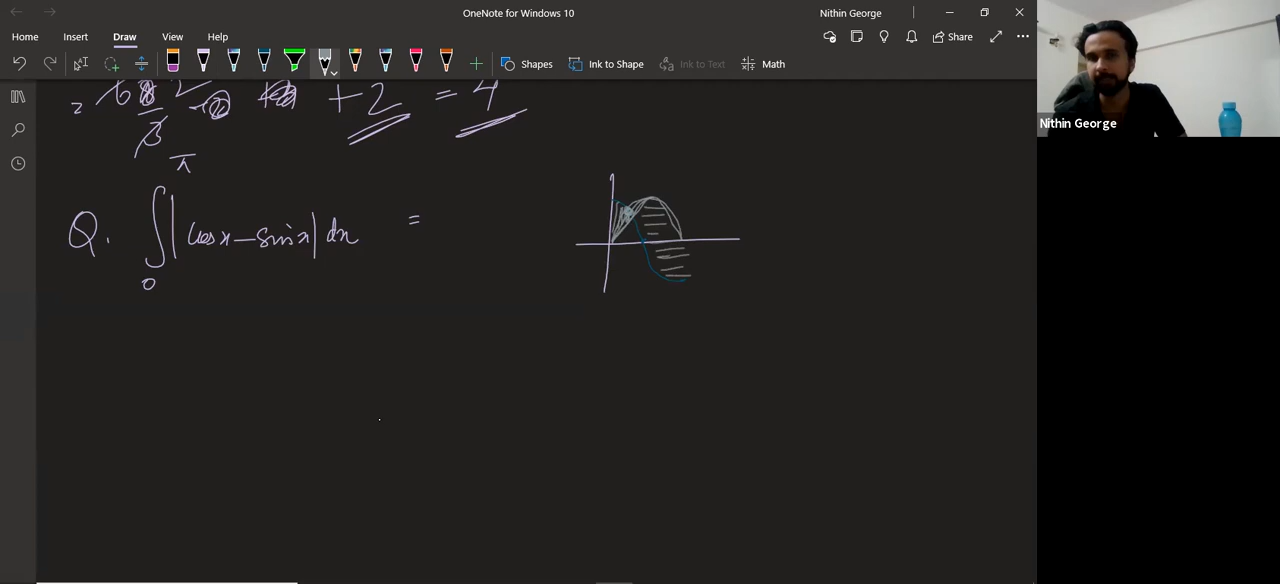 OneNote for Windows 10
Nithin George
Home Insert Draw View Help
Share
Shapes Ink to Shape Ink to Text Math
Nithin George
+ 2 = 4
π
Q. ∫ |cos x – sin x| dx =
0